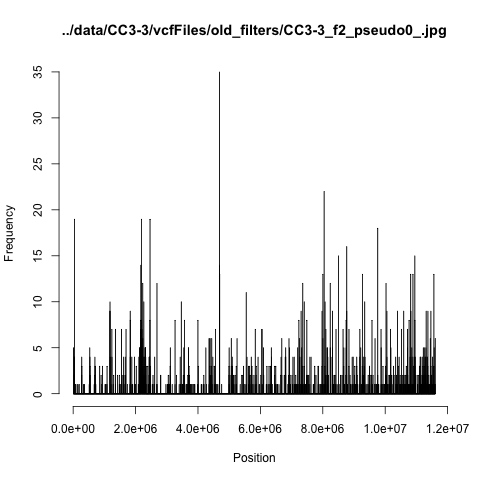 ../data/CC3-3/vcfFiles/old_filters/CC3-3_f2_pseudo0_.jpg
35
30
25
20
15
10
5
0
Frequency
0.0e+00 2.0e+06 4.0e+06 6.0e+06 8.0e+06 1.0e+07 1.2e+07
Position